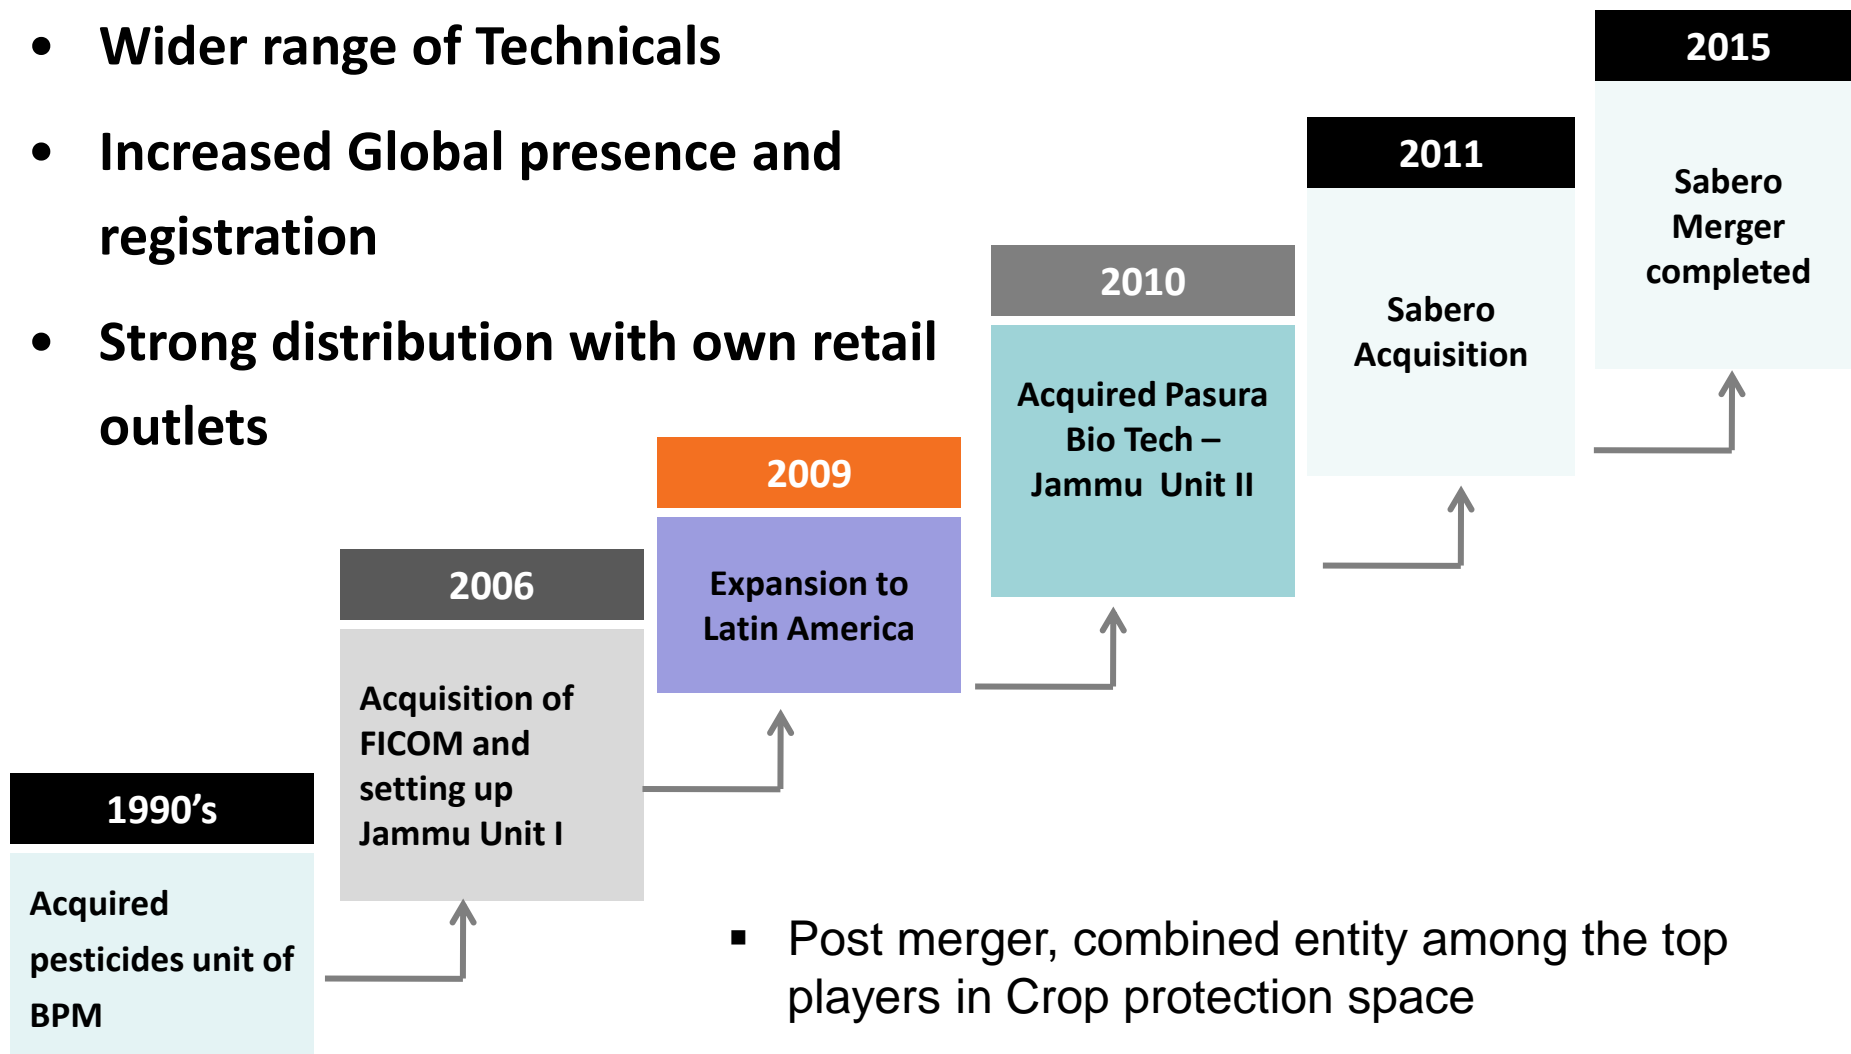 • Wider range of Technicals
• Increased Global presence and
registration
• Strong distribution with own retail
outlets
1990’s
Acquired
pesticides unit of
BPM
2006
Acquisition of
FICOM and
setting up
Jammu Unit I
2009
Expansion to
Latin America
2010
Acquired Pasura
Bio Tech –
Jammu Unit II
2011
Sabero
Acquisition
2015
Sabero
Merger
completed
▪ Post merger, combined entity among the top
players in Crop protection space